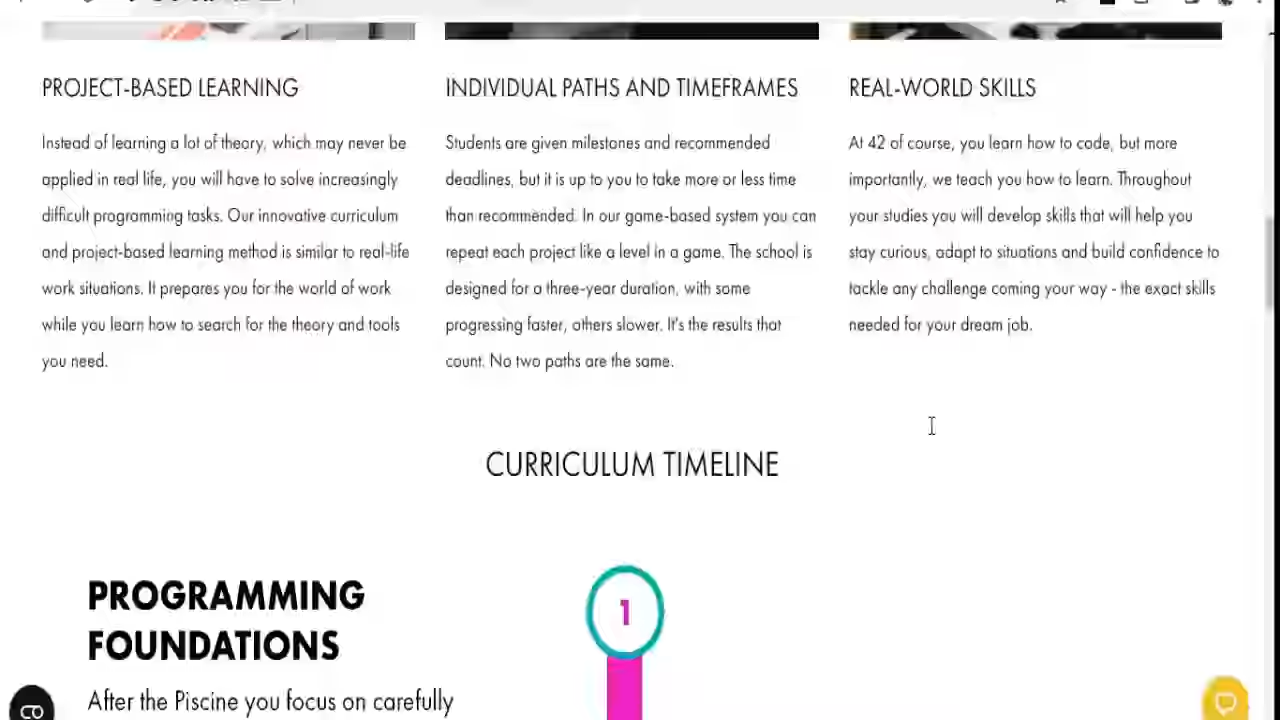 PROJECT-BASED LEARNING
Instead of learning a lot of theory, which may never be
applied in real life, you will have to solve increasingly
difficult programming tasks. Our innovative curriculum
and project-based learning method is similar to real-life
work situations. It prepares you for the world of work
while you learn how to search for the theory and tools
you need.
INDIVIDUAL PATHS AND TIMEFRAMES
Students are given milestones and recommended
deadlines, but it is up to you to take more or less time
than recommended. In our game-based system you can
repeat each project like a level in a game. The school is
designed for a three-year duration, with some
progressing faster, others slower. It's the results that
count. No two paths are the same.
REAL-WORLD SKILLS
At 42 of course, you learn how to code, but more
importantly, we teach you how to learn. Throughout
your studies you will develop skills that will help you
stay curious, adapt to situations and build confidence to
tackle any challenge coming your way - the exact skills
needed for your dream job.
CURRICULUM TIMELINE
PROGRAMMING
FOUNDATIONS
After the Piscine you focus on carefully
1